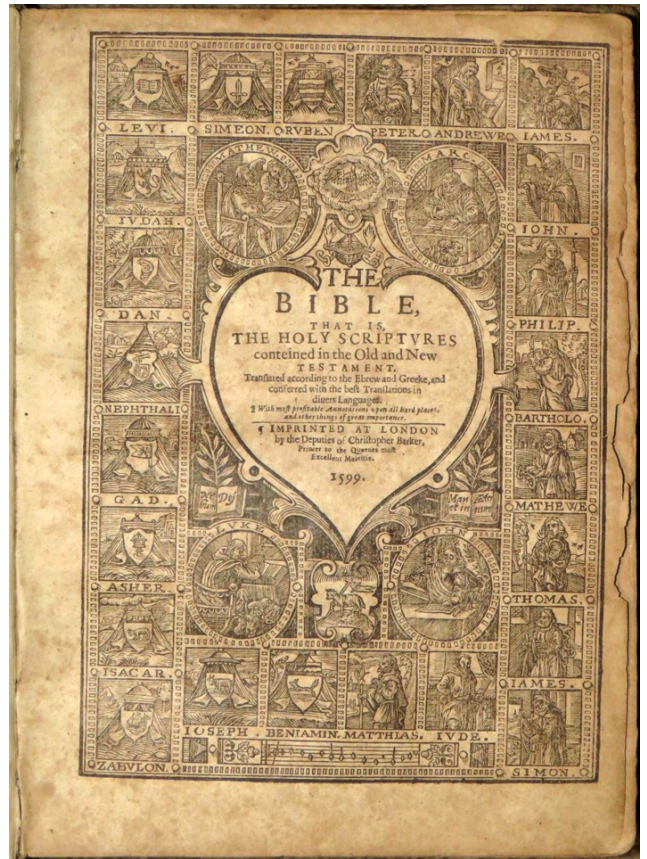 LEVI. SIMEON. RVBEN PETER ANDREWE IAMES.
MATHEW MARC
IVDAH. IOHN.
DAN. PHILIP.
NEPHTHALI BARTHOLO.
GAD. MATHEWE
ASHER. THOMAS.
ISACAR. IAMES.
ZABVLON. SIMON.
THE
BIBLE,
THAT IS,
THE HOLY SCRIPTVRES
conteined in the Old and New
TESTAMENT.
Translated according to the Ebrew and Greeke, and
conferred with the best Translations in
diuers Languages.
¶ With most profitable Annotations vpon all hard places,
and other things of great importance.
¶ IMPRINTED AT LONDON
by the Deputies of Christopher Barker,
Printer to the Queenes most
Excellent Maiestie.
1599.
LVKE IOHN
IOSEPH. BENIAMIN. MATTHIAS. IVDE.